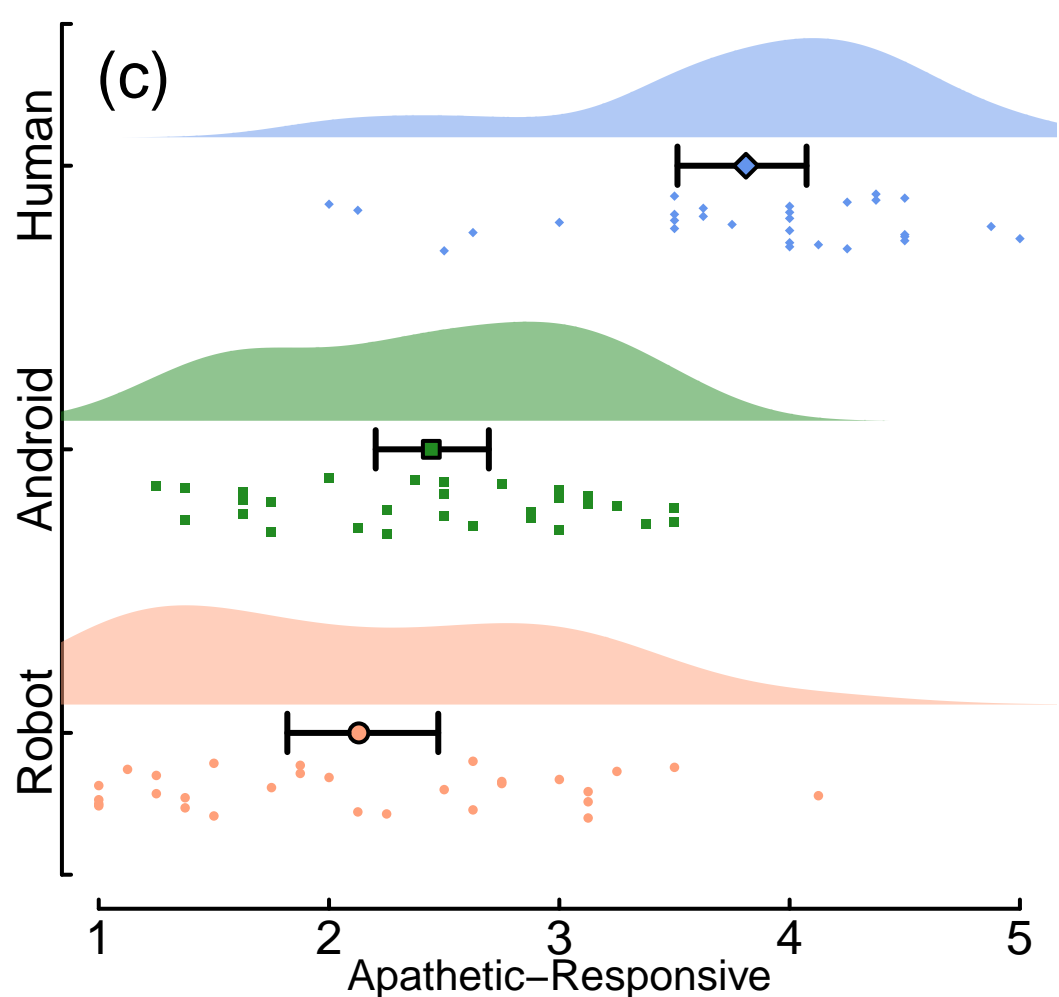 (c)
Human
Android
Robot
1 2 3 4 5
Apathetic−Responsive